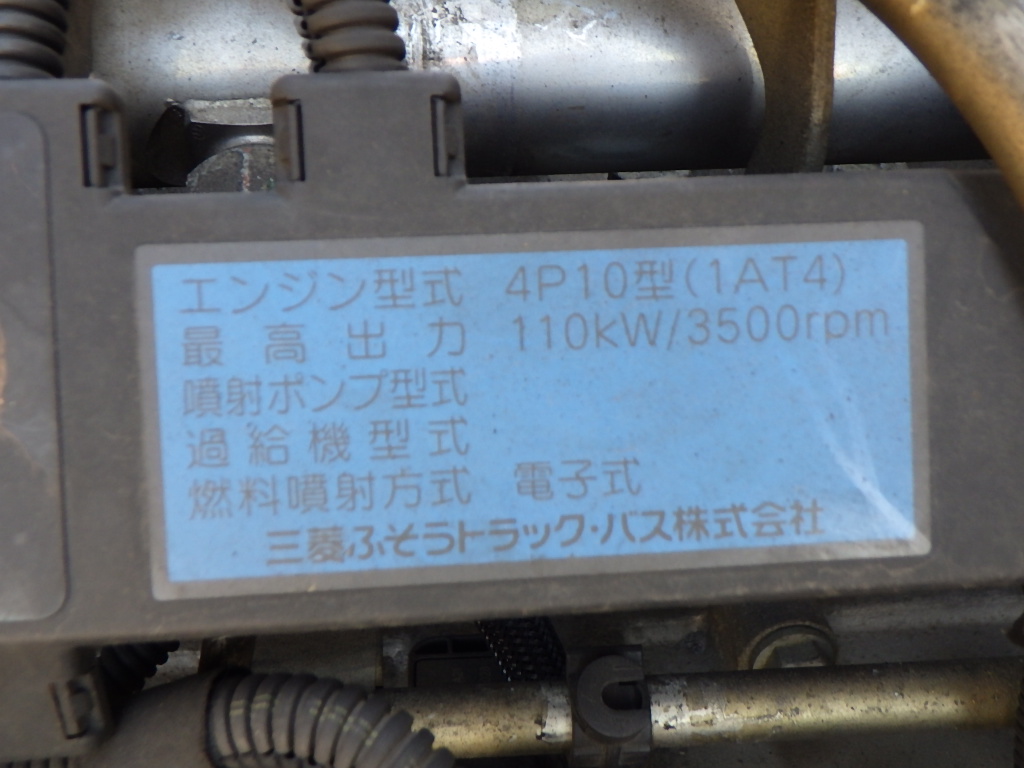 エンジン型式 4P10型(1AT4)
最高出力 110kW/3500rpm
噴射ポンプ型式
過給機型式
燃料噴射方式 電子式
三菱ふそうトラック・バス株式会社